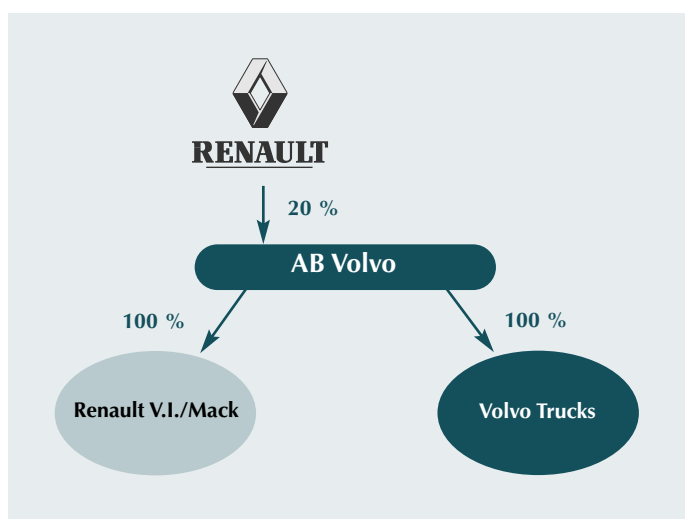 RENAULT
20 %
AB Volvo
100 %
100 %
Renault V.I./Mack
Volvo Trucks